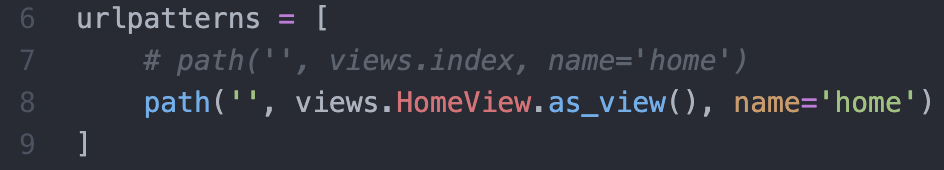 6 urlpatterns = [
7     # path('', views.index, name='home')
8     path('', views.HomeView.as_view(), name='home')
9 ]